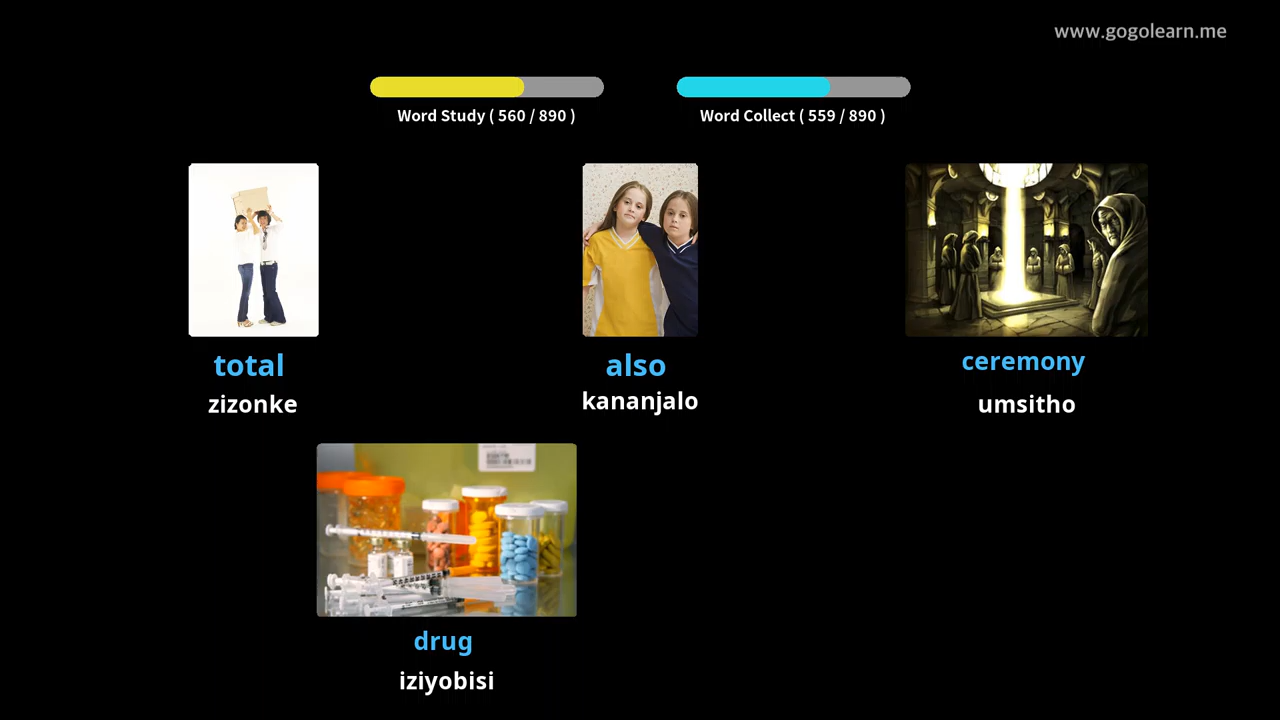 www.gogolearn.me
Word Study ( 560 / 890 )
Word Collect ( 559 / 890 )
total
zizonke
also
kananjalo
ceremony
umsitho
drug
iziyobisi